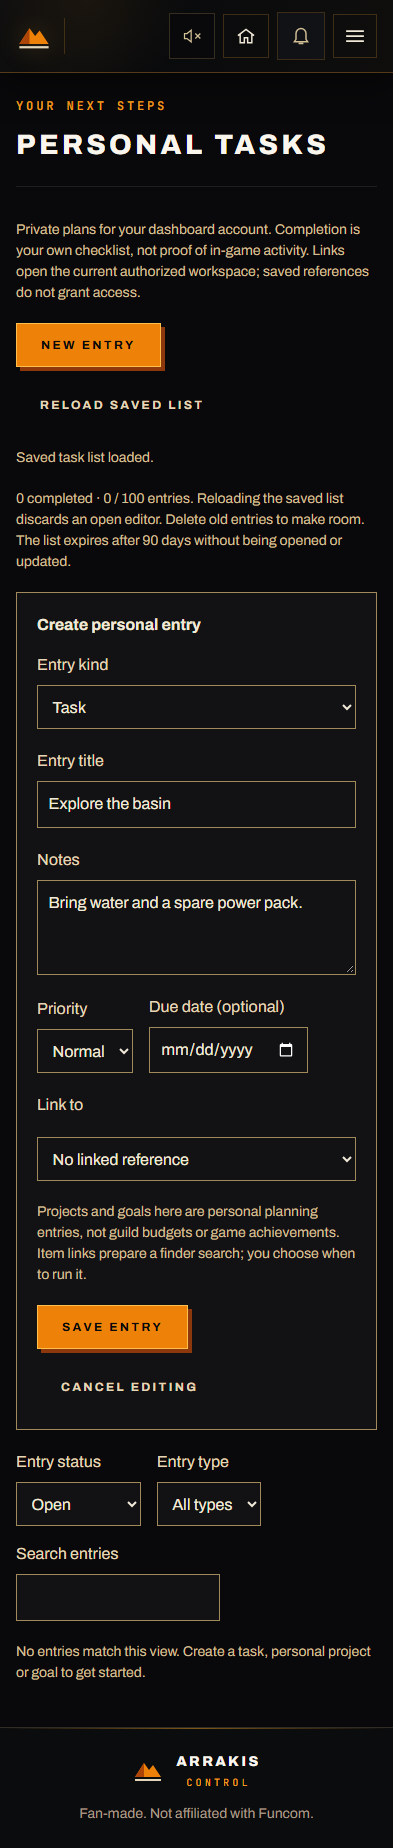 YOUR NEXT STEPS
PERSONAL TASKS
Private plans for your dashboard account. Completion is
your own checklist, not proof of in-game activity. Links
open the current authorized workspace; saved references
do not grant access.
NEW ENTRY
RELOAD SAVED LIST
Saved task list loaded.
0 completed · 0 / 100 entries. Reloading the saved list
discards an open editor. Delete old entries to make room.
The list expires after 90 days without being opened or
updated.
Create personal entry
Entry kind
Task
Entry title
Explore the basin
Notes
Bring water and a spare power pack.
Priority
Due date (optional)
Normal
mm/dd/yyyy
Link to
No linked reference
Projects and goals here are personal planning
entries, not guild budgets or game achievements.
Item links prepare a finder search; you choose when
to run it.
SAVE ENTRY
CANCEL EDITING
Entry status
Entry type
Open
All types
Search entries
No entries match this view. Create a task, personal project
or goal to get started.
ARRAKIS
CONTROL
Fan-made. Not affiliated with Funcom.